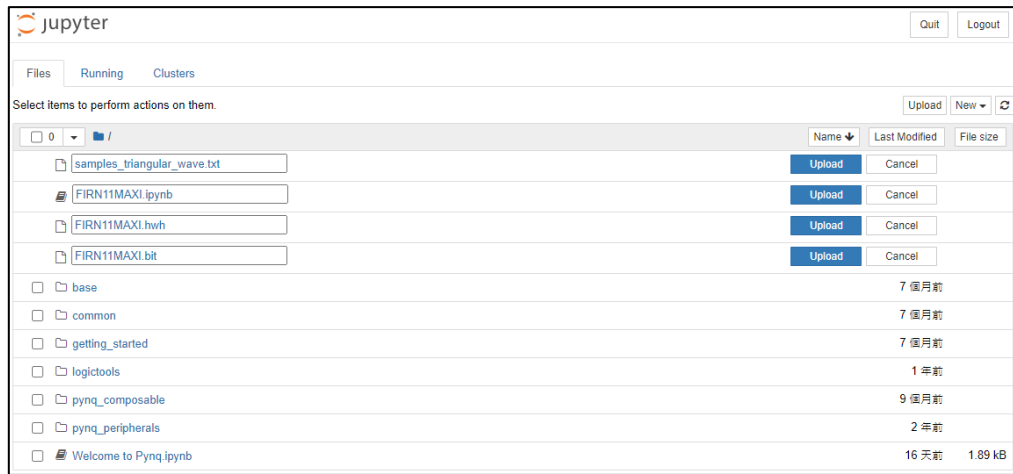 jupyter Quit Logout
Files Running Clusters
Select items to perform actions on them. Upload New
0 / Name Last Modified File size
samples_triangular_wave.txt Upload Cancel
FIRN11MAXI.ipynb Upload Cancel
FIRN11MAXI.hwh Upload Cancel
FIRN11MAXI.bit Upload Cancel
base 7 個月前
common 7 個月前
getting_started 7 個月前
logictools 1 年前
pynq_composable 9 個月前
pynq_peripherals 2 年前
Welcome to Pynq.ipynb 16 天前 1.89 kB